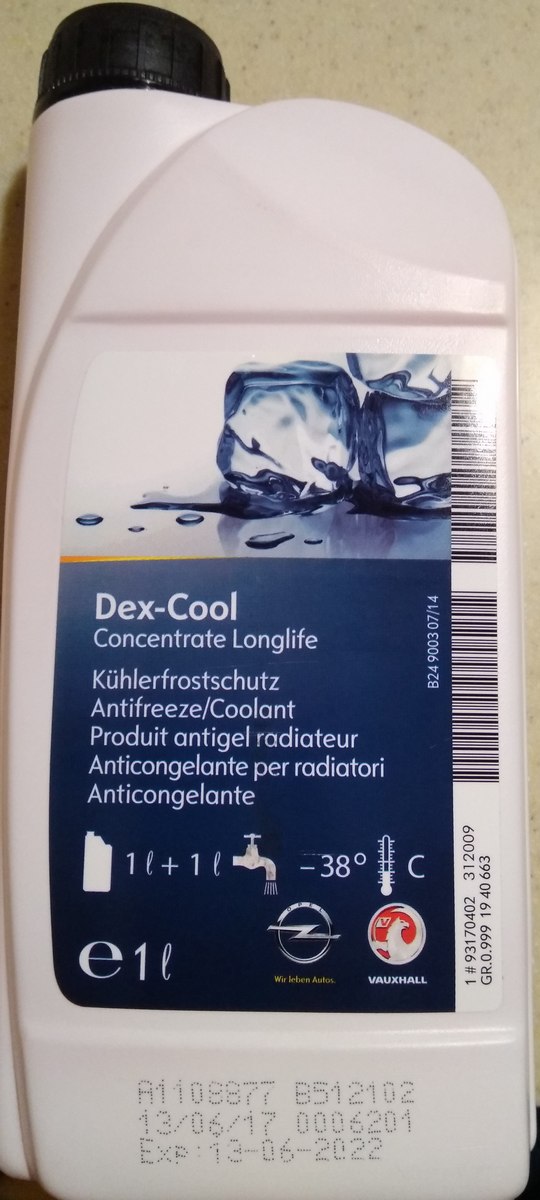 Dex-Cool
Concentrate Longlife
Kühlerfrostschutz
Antifreeze/Coolant
Produit antigel radiateur
Anticongelante per radiatori
Anticongelante
1 ℓ + 1 ℓ -38° C
OPEL
Wir leben Autos.
VAUXHALL
e 1 ℓ
B24 9003 07/14
1 # 93170402 312009
GR.0.999 19 40 663
A1108877 B512102
13/06/17 0006201
Exp:13-06-2022